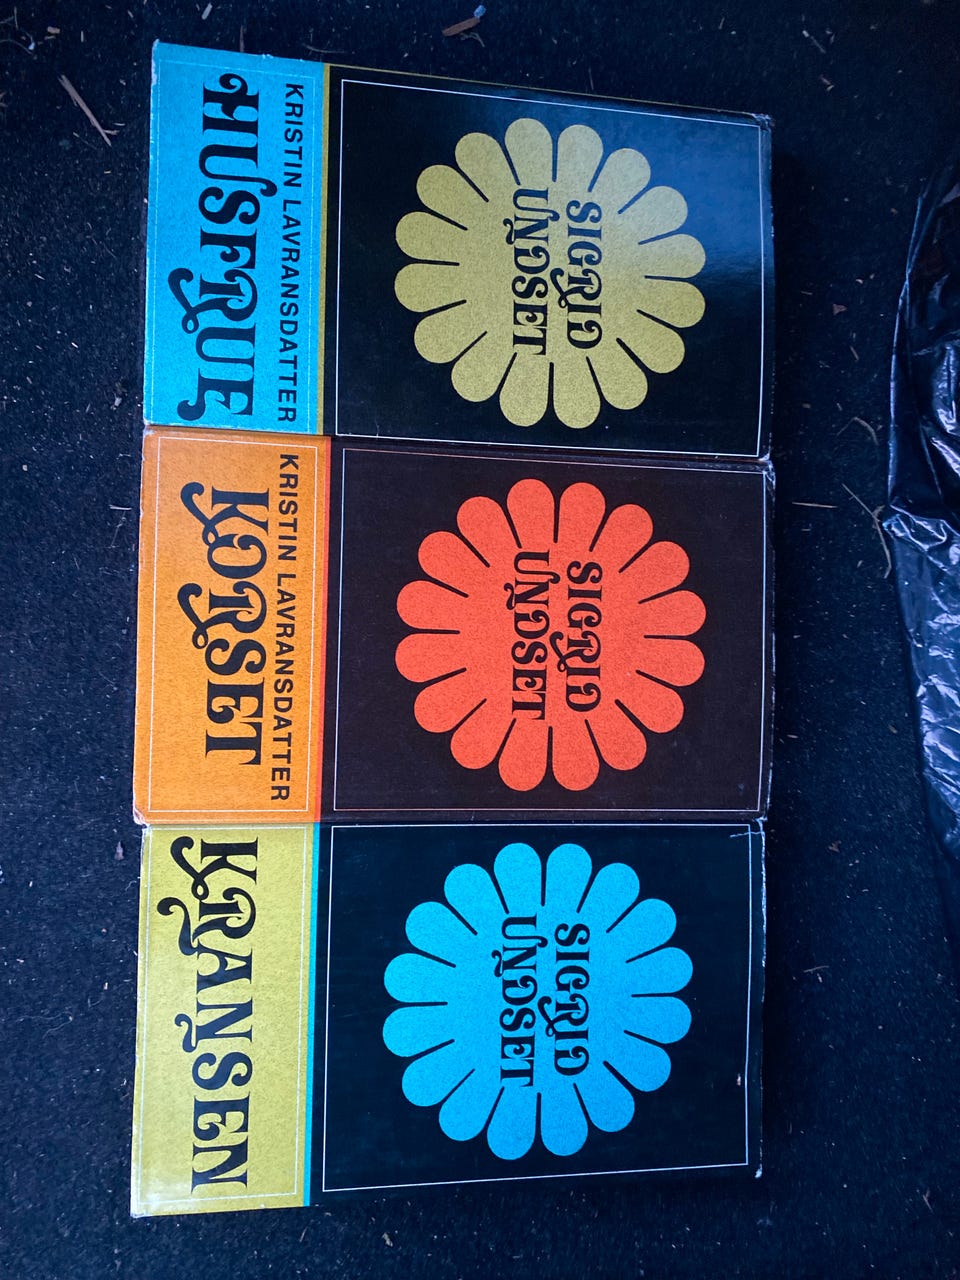 SIGRID
UNDSET
KRISTIN LAVRANSDATTER
HUSFRUE
SIGRID
UNDSET
KRISTIN LAVRANSDATTER
KORSET
SIGRID
UNDSET
KRANSEN